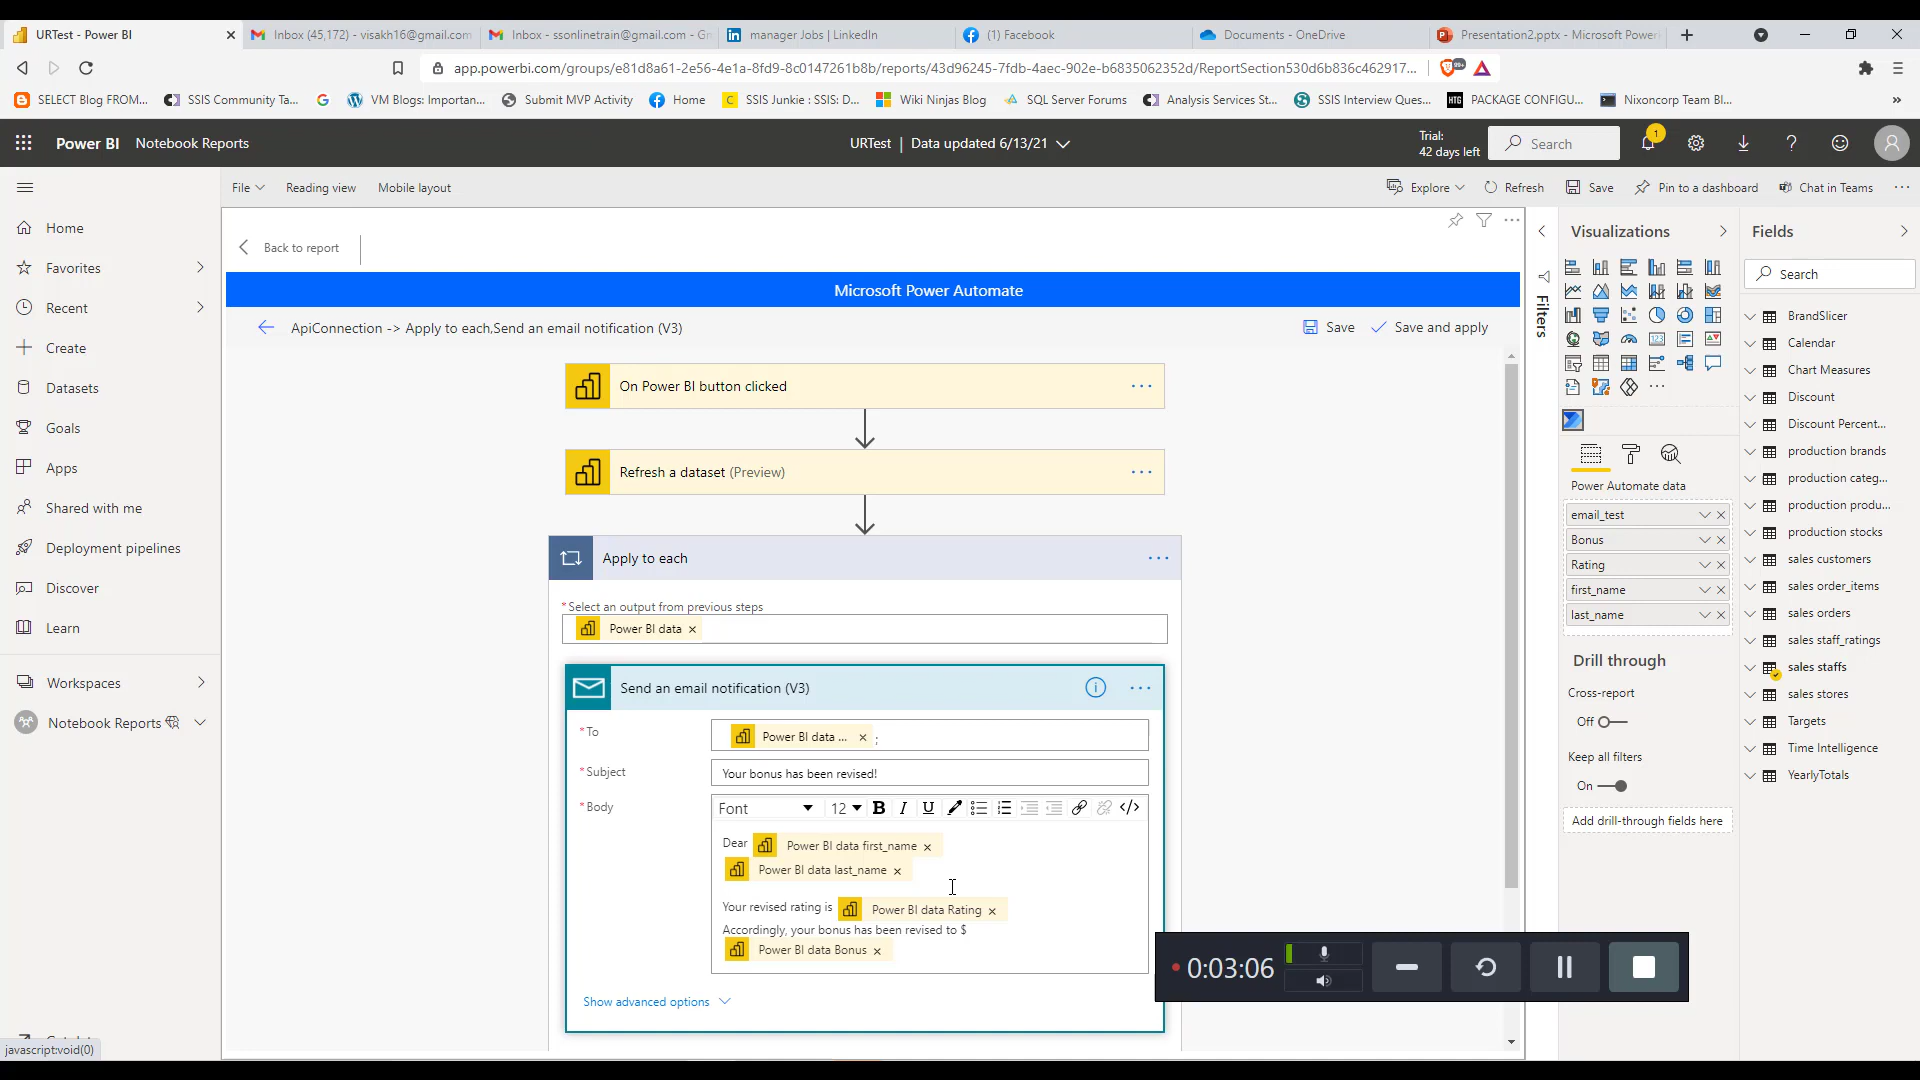 URTest - Power BI
Inbox (45,172) - visakh16@gmail.com
Inbox - ssonlinetrain@gmail.com - Gm
manager Jobs | LinkedIn
(1) Facebook
Documents - OneDrive
Presentation2.pptx - Microsoft Power
app.powerbi.com/groups/e81d8a61-2e56-4e1a-8fd9-8c0147261b8b/reports/43d96245-7fdb-4aec-902e-b6835062352d/ReportSection530d6b836c462917...
99+
SELECT Blog FROM...
SSIS Community Ta...
VM Blogs: Importan...
Submit MVP Activity
Home
SSIS Junkie : SSIS: D...
Wiki Ninjas Blog
SQL Server Forums
Analysis Services St...
SSIS Interview Ques...
HTG
PACKAGE CONFIGU...
Nixoncorp Team Bl...
Power BI
Notebook Reports
URTest | Data updated 6/13/21
Trial:
42 days left
Search
1
File
Reading view
Mobile layout
Explore
Refresh
Save
Pin to a dashboard
Chat in Teams
Home
Favorites
Recent
Create
Datasets
Goals
Apps
Shared with me
Deployment pipelines
Discover
Learn
Workspaces
Notebook Reports
javascript:void(0)
Back to report
Microsoft Power Automate
ApiConnection -> Apply to each,Send an email notification (V3)
Save
Save and apply
On Power BI button clicked
Refresh a dataset (Preview)
Apply to each
*Select an output from previous steps
Power BI data
Send an email notification (V3)
*To
Power BI data ...
;
*Subject
Your bonus has been revised!
*Body
Font
12
B
I
U
</>
Dear Power BI data first_name
Power BI data last_name
Your revised rating is Power BI data Rating
Accordingly, your bonus has been revised to $
Power BI data Bonus
Show advanced options
0:03:06
Filters
Visualizations
Power Automate data
email_test
Bonus
Rating
first_name
last_name
Drill through
Cross-report
Off
Keep all filters
On
Add drill-through fields here
Fields
Search
BrandSlicer
Calendar
Chart Measures
Discount
Discount Percent...
production brands
production categ...
production produ...
production stocks
sales customers
sales order_items
sales orders
sales staff_ratings
sales staffs
sales stores
Targets
Time Intelligence
YearlyTotals